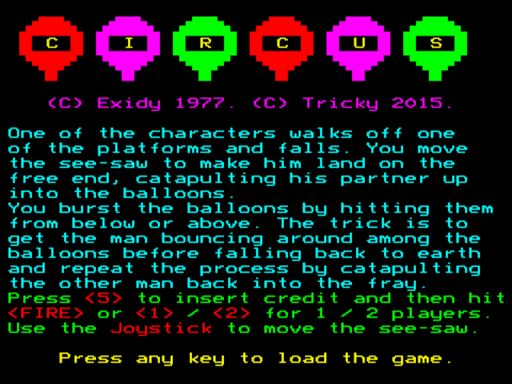 C I R C U S
(C) Exidy 1977. (C) Tricky 2015.
One of the characters walks off one
of the platforms and falls. You move
the see-saw to make him land on the
free end, catapulting his partner up
into the balloons.
You burst the balloons by hitting them
from below or above. The trick is to
get the man bouncing around among the
balloons before falling back to earth
and repeat the process by catapulting
the other man back into the fray.
Press <5> to insert credit and then hit
<FIRE> or <1> / <2> for 1 / 2 players.
Use the Joystick to move the see-saw.
Press any key to load the game.